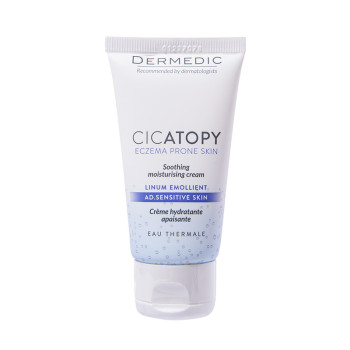 DERMEDIC
Recommended by dermatologists
CICATOPY
ECZEMA PRONE SKIN
Soothing
moisturising cream
LINUM EMOLLIENT.
AD.SENSITIVE SKIN
Crème hydratante
apaisante
EAU THERMALE